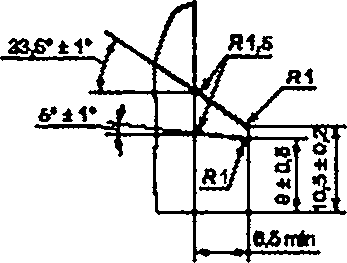 23,5° ± 1°
R1,5
R1
5° ± 1°
R1
9 ± 0,5
10,5 ± 0,2
6,5 min